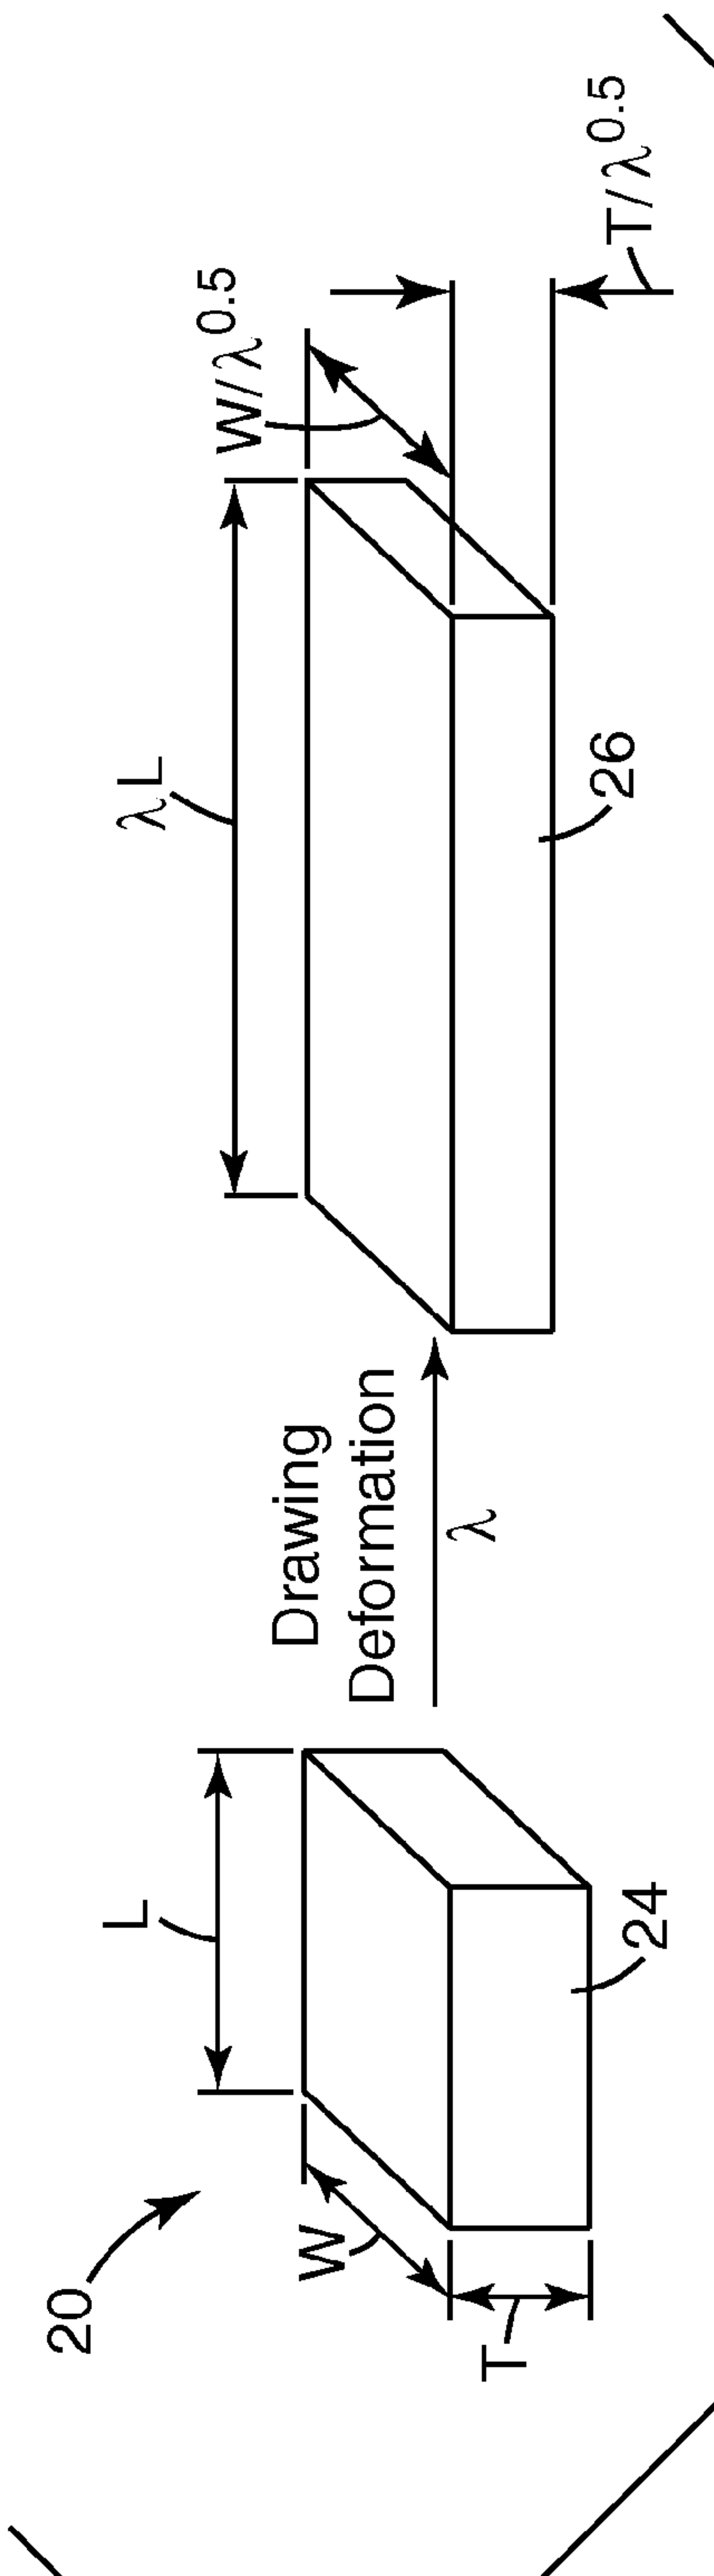 20
L
W
T
24
Drawing
Deformation
λ
λL
W/λ^0.5
T/λ^0.5
26